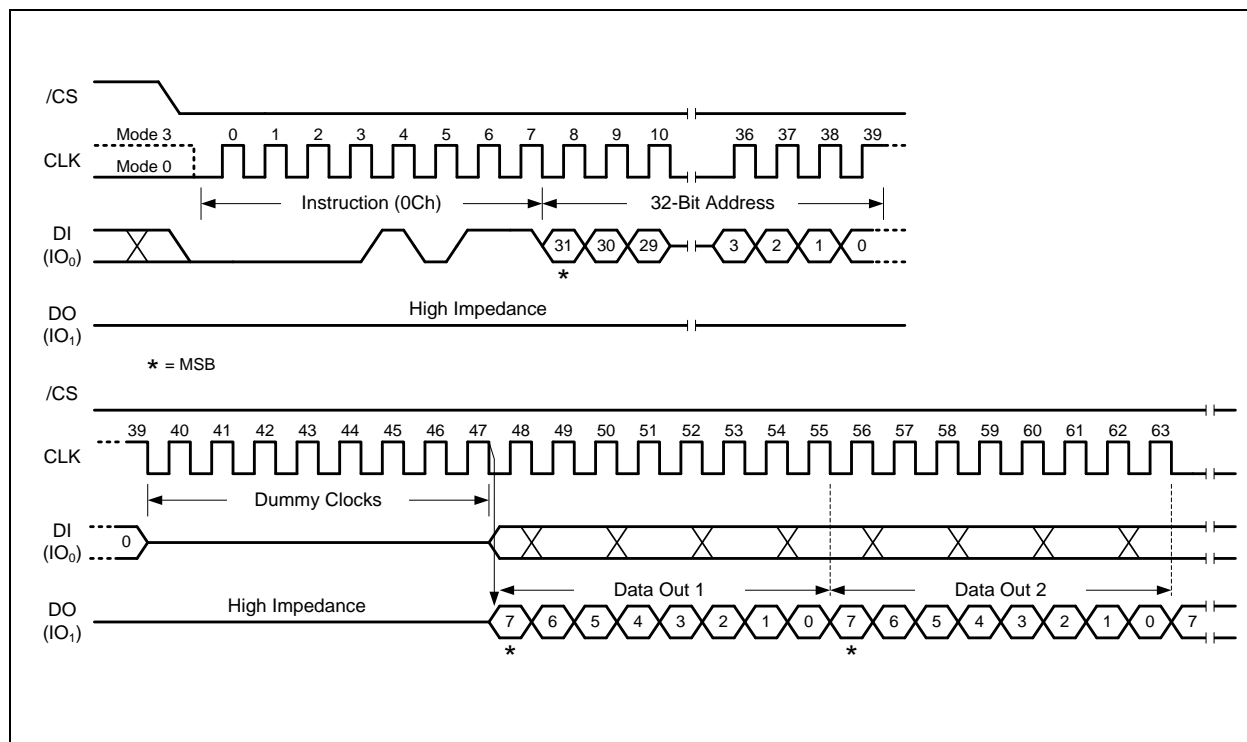 /CS
Mode 3
0 1 2 3 4 5 6 7 8 9 10 36 37 38 39
CLK
Mode 0
Instruction (0Ch) 32-Bit Address
DI
(IO0)
31 30 29 3 2 1 0
*
High Impedance
DO
(IO1)
* = MSB
/CS
39 40 41 42 43 44 45 46 47 48 49 50 51 52 53 54 55 56 57 58 59 60 61 62 63
CLK
Dummy Clocks
DI
(IO0)
0
Data Out 1 Data Out 2
High Impedance
DO
(IO1)
7 6 5 4 3 2 1 0 7 6 5 4 3 2 1 0 7
* *